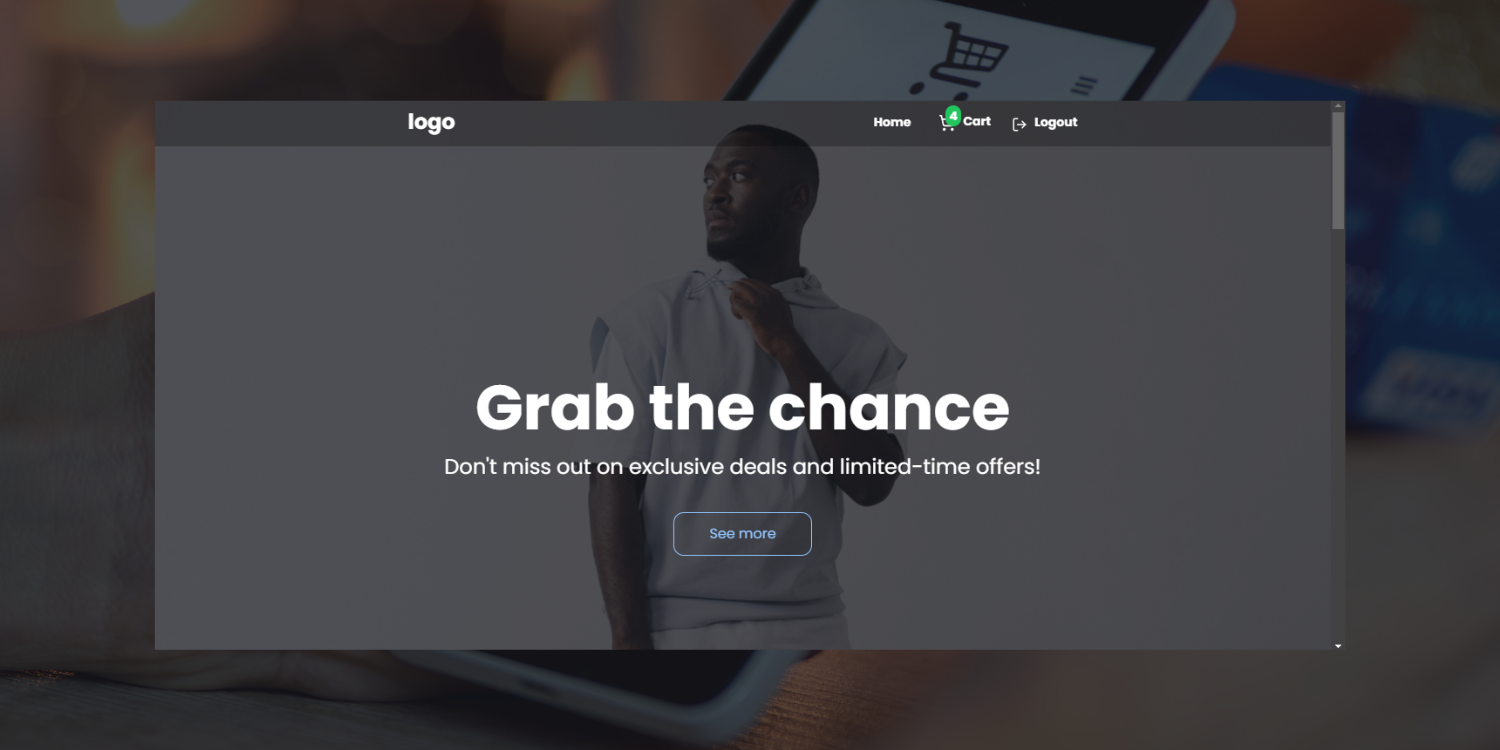 logo
Home
4
Cart
Logout
Grab the chance
Don't miss out on exclusive deals and limited-time offers!
See more